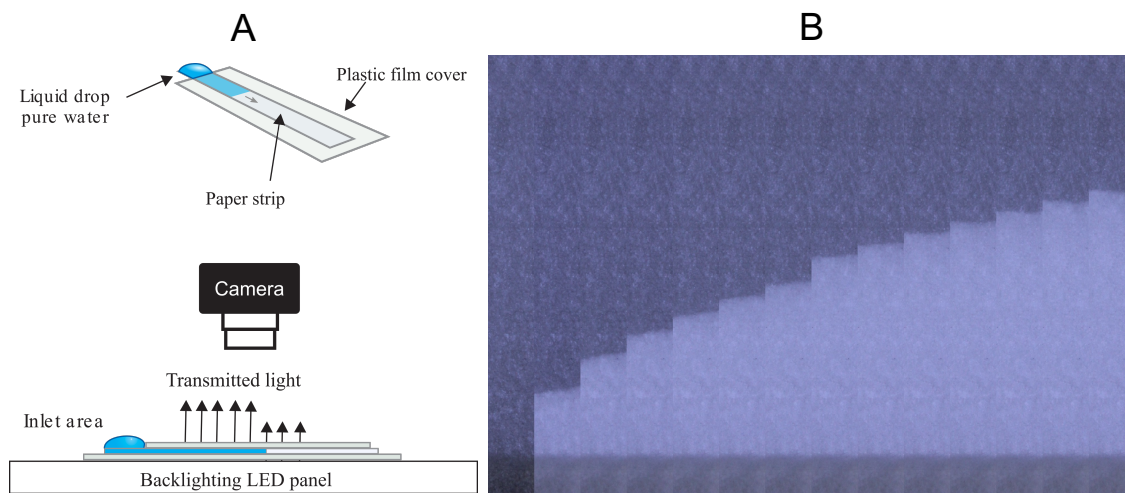 A
B
Plastic film cover
Liquid drop
pure water
Paper strip
Camera
Transmitted light
Inlet area
Backlighting LED panel